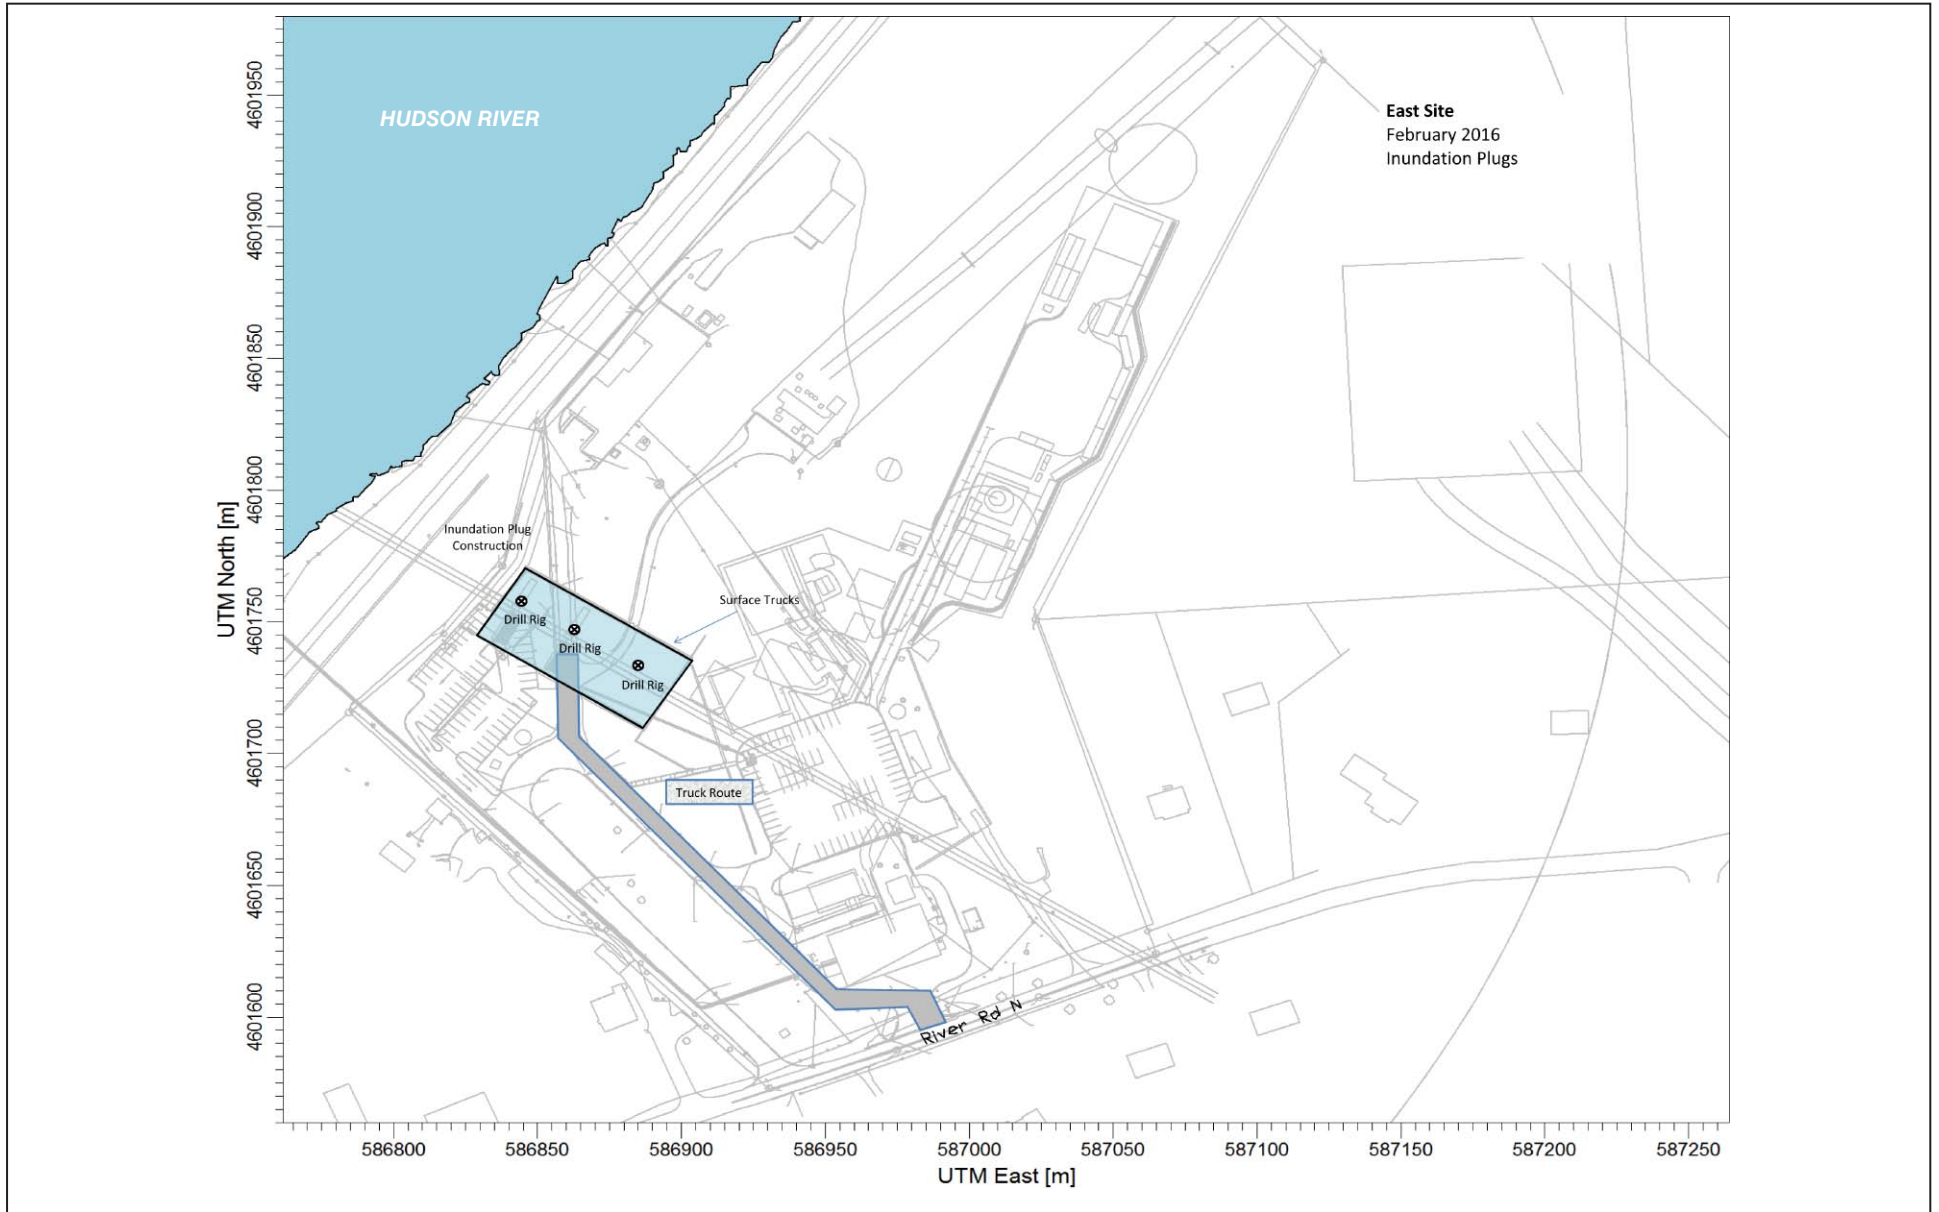 HUDSON RIVER
East Site
February 2016
Inundation Plugs
4601950
4601900
4601850
4601800
4601750
4601700
4601650
4601600
UTM North [m]
Inundation Plug
Construction
Surface Trucks
Drill Rig
Drill Rig
Drill Rig
Truck Route
River Rd N
586800
586850
586900
586950
587000
587050
587100
587150
587200
587250
UTM East [m]